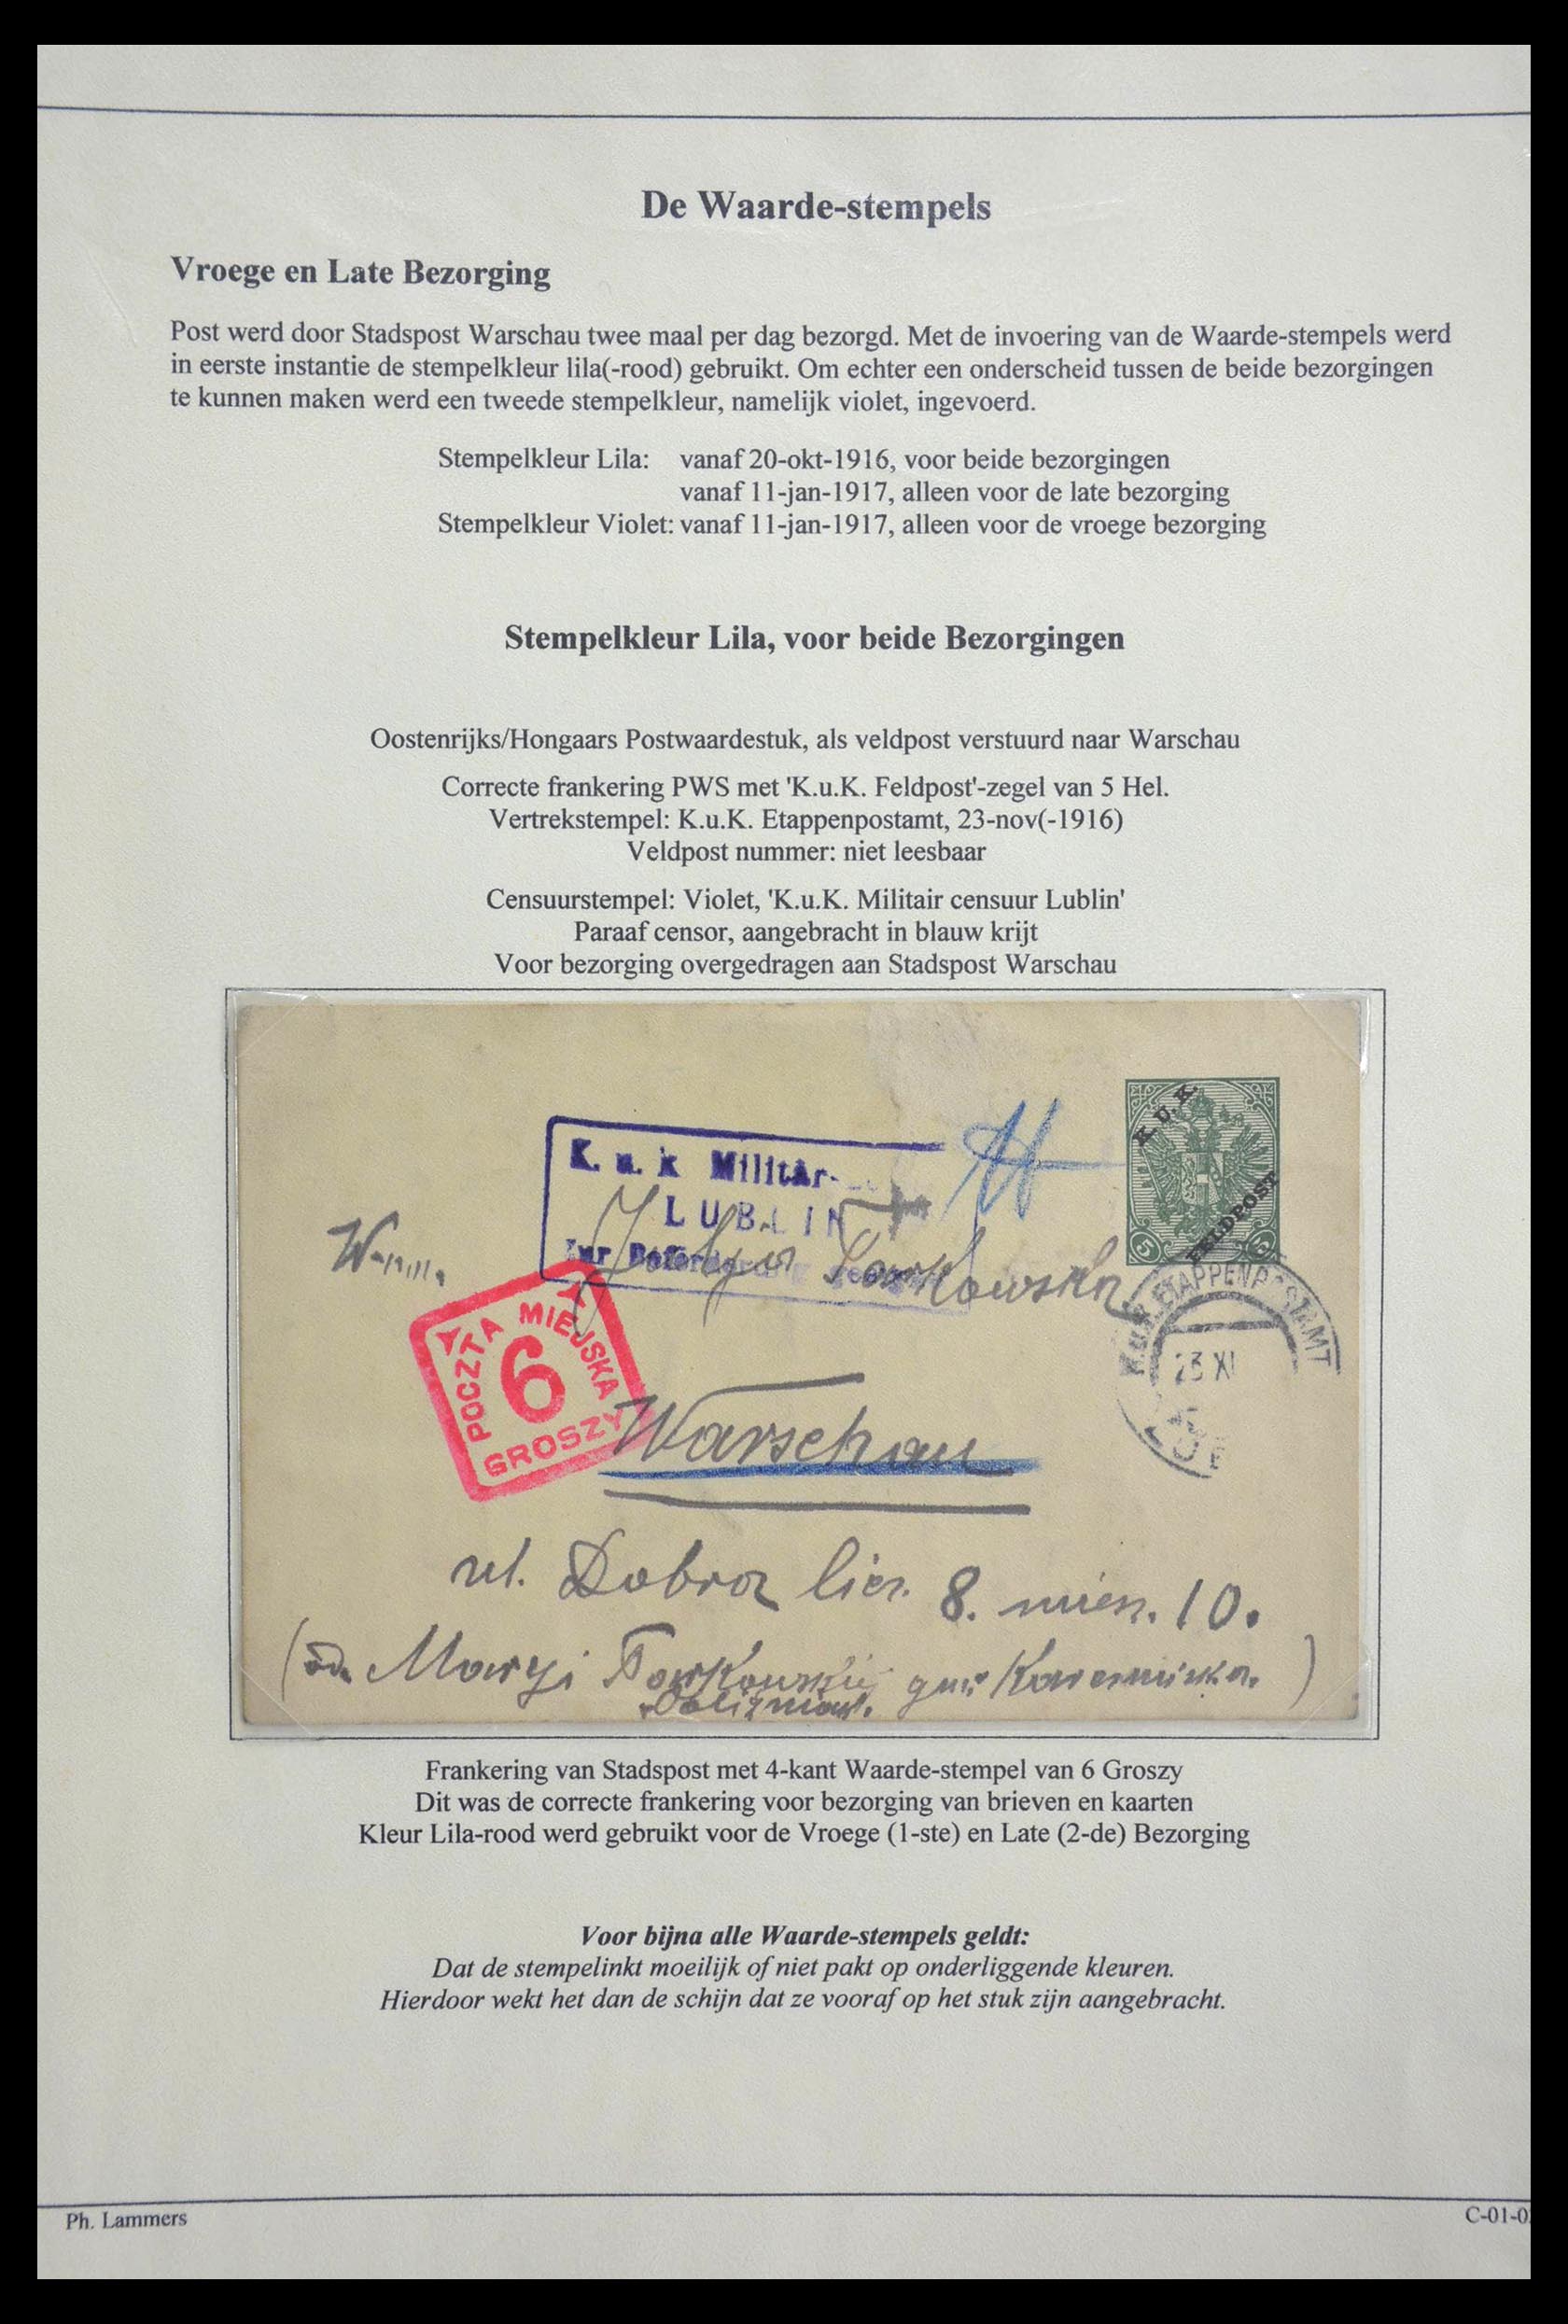 De Waarde-stempels
Vroege en Late Bezorging
Post werd door Stadspost Warschau twee maal per dag bezorgd. Met de invoering van de Waarde-stempels werd
in eerste instantie de stempelkleur lila(-rood) gebruikt. Om echter een onderscheid tussen de beide bezorgingen
te kunnen maken werd een tweede stempelkleur, namelijk violet, ingevoerd.
Stempelkleur Lila: vanaf 20-okt-1916, voor beide bezorgingen
vanaf 11-jan-1917, alleen voor de late bezorging
Stempelkleur Violet: vanaf 11-jan-1917, alleen voor de vroege bezorging
Stempelkleur Lila, voor beide Bezorgingen
Oostenrijks/Hongaars Postwaardestuk, als veldpost verstuurd naar Warschau
Correcte frankering PWS met 'K.u.K. Feldpost'-zegel van 5 Hel.
Vertrekstempel: K.u.K. Etappenpostamt, 23-nov(-1916)
Veldpost nummer: niet leesbaar
Censuurstempel: Violet, 'K.u.K. Militair censuur Lublin'
Paraaf censor, aangebracht in blauw krijt
Voor bezorging overgedragen aan Stadspost Warschau
K.U.K.
FELDPOST
5 5
K. u. k Militär-
LUBLIN
Zur Beförderung
K.u.K. ETAPPENPOSTAMT
23 XI
POCZTA MIEJSKA
6
GROSZY
Warschau
ul. Dobra 8. 10.
Maryi
Frankering van Stadspost met 4-kant Waarde-stempel van 6 Groszy
Dit was de correcte frankering voor bezorging van brieven en kaarten
Kleur Lila-rood werd gebruikt voor de Vroege (1-ste) en Late (2-de) Bezorging
Voor bijna alle Waarde-stempels geldt:
Dat de stempelinkt moeilijk of niet pakt op onderliggende kleuren.
Hierdoor wekt het dan de schijn dat ze vooraf op het stuk zijn aangebracht.
Ph. Lammers
C-01-0